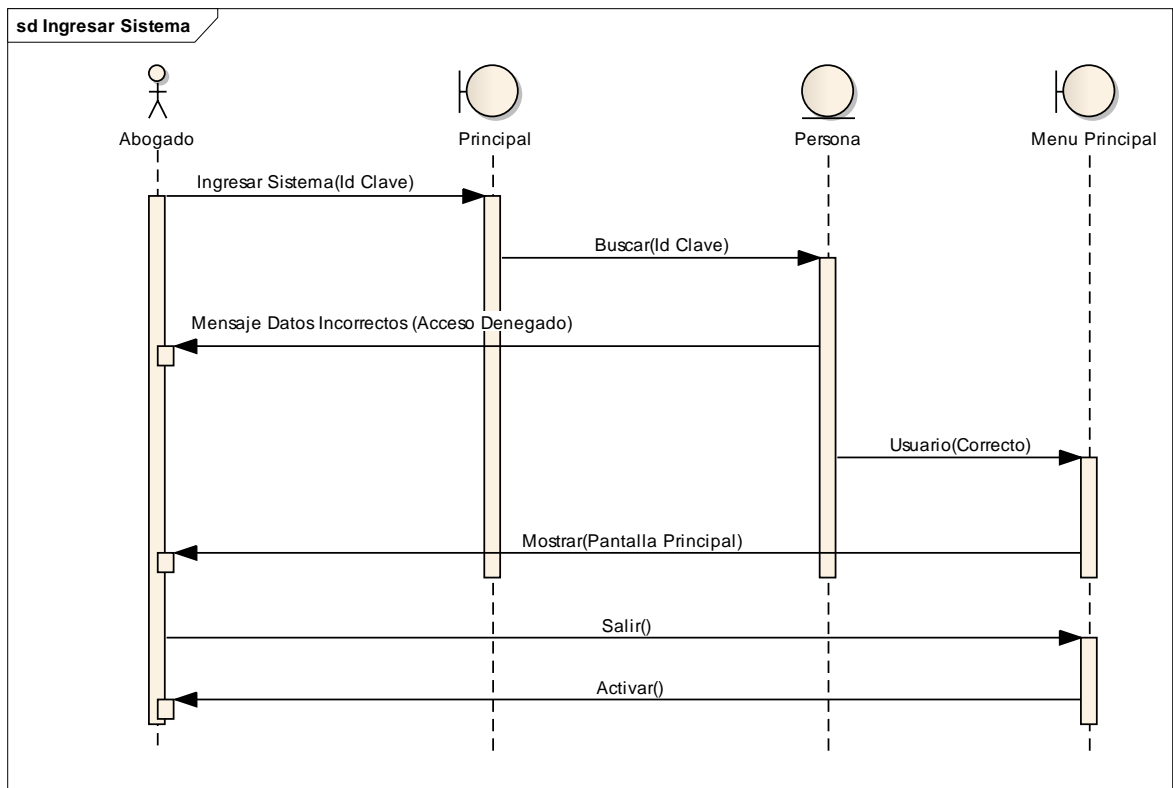 sd Ingresar Sistema
Abogado
Principal
Persona
Menu Principal
Ingresar Sistema(Id Clave)
Buscar(Id Clave)
Mensaje Datos Incorrectos (Acceso Denegado)
Usuario(Correcto)
Mostrar(Pantalla Principal)
Salir()
Activar()